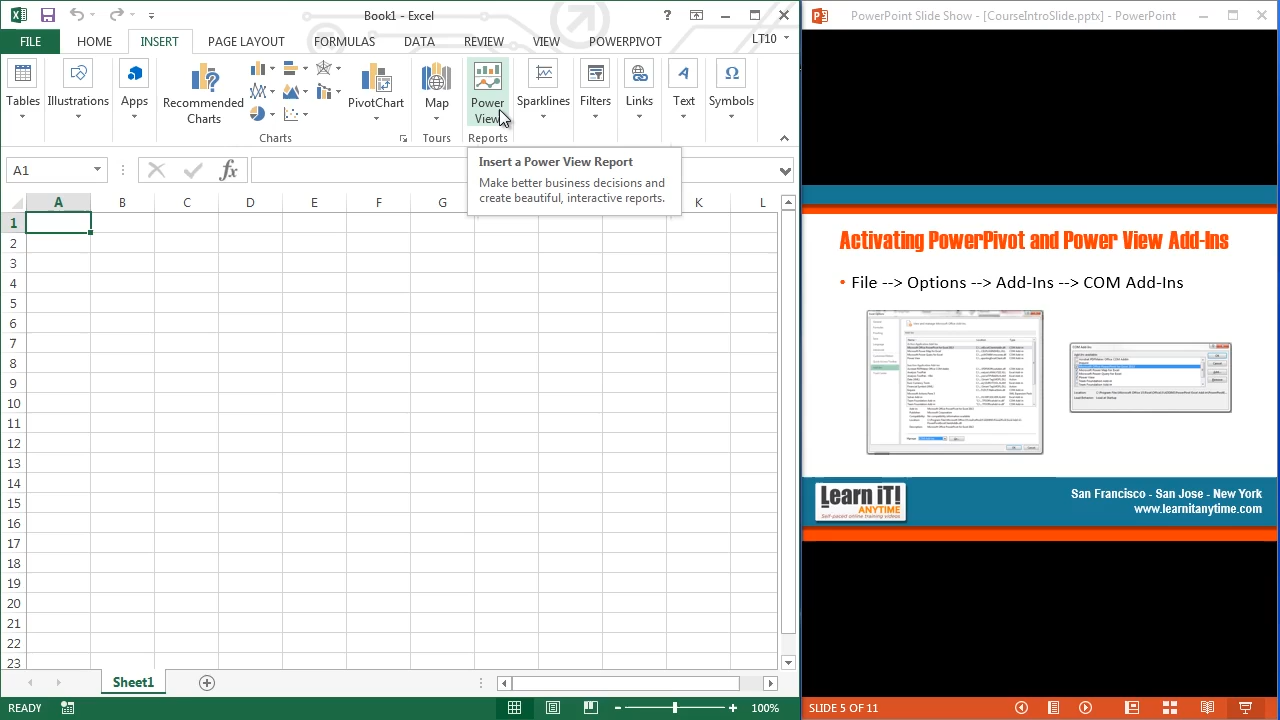 Book1 - Excel
FILE
HOME
INSERT
PAGE LAYOUT
FORMULAS
DATA
REVIEW
VIEW
POWERPIVOT
LT10
Tables
Illustrations
Apps
Recommended
Charts
PivotChart
Map
Power
View
Sparklines
Filters
Links
Text
Symbols
Charts
Tours
Reports
A1
fx
Insert a Power View Report
Make better business decisions and
create beautiful, interactive reports.
A B C D E F G K L
1
2
3
4
5
6
7
8
9
10
11
12
13
14
15
16
17
18
19
20
21
22
23
Sheet1
READY
100%
PowerPoint Slide Show - [CourseIntroSlide.pptx] - PowerPoint
Activating PowerPivot and Power View Add-Ins
• File --> Options --> Add-Ins --> COM Add-Ins
Learn iT!
ANYTIME
Self-paced online training videos
San Francisco - San Jose - New York
www.learnitanytime.com
SLIDE 5 OF 11